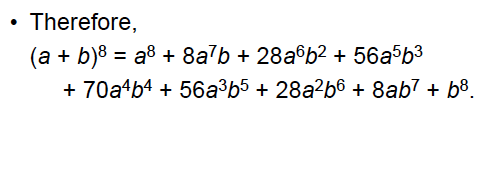 • Therefore,
(a + b)⁸ = a⁸ + 8a⁷b + 28a⁶b² + 56a⁵b³
+ 70a⁴b⁴ + 56a³b⁵ + 28a²b⁶ + 8ab⁷ + b⁸.